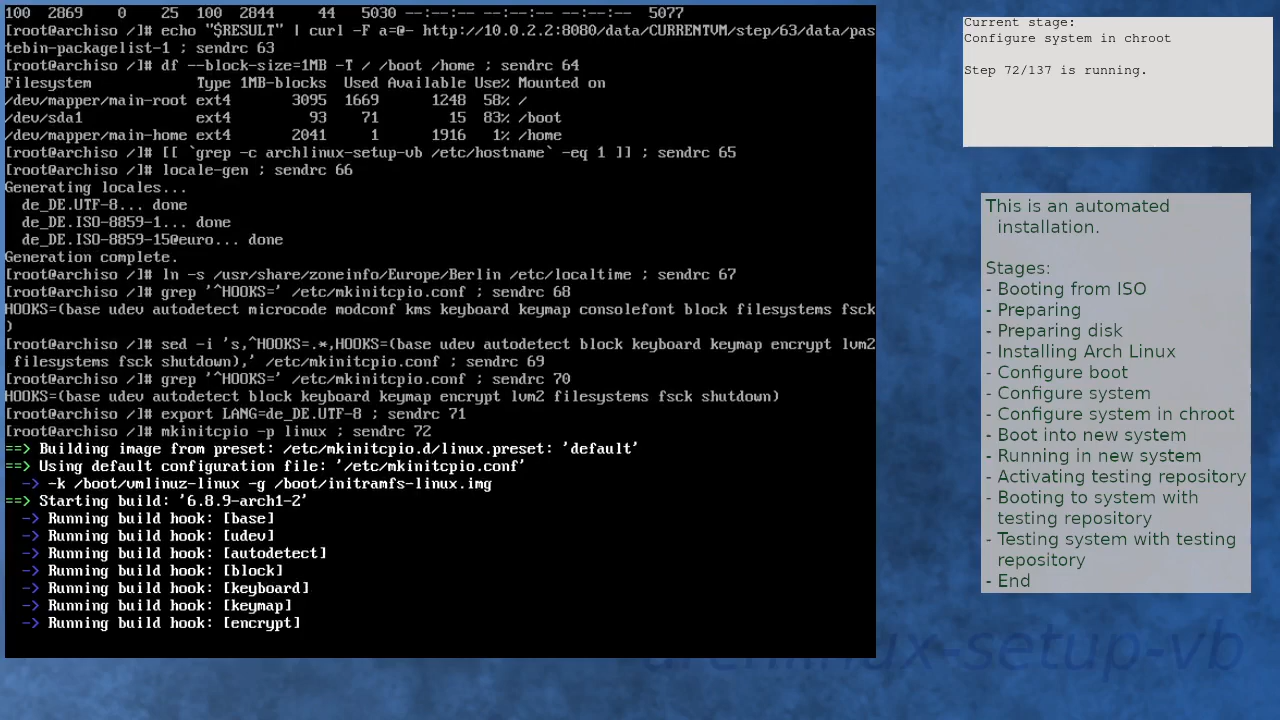 100  2869    0    25  100  2844     44   5030 --:--:-- --:--:-- --:--:--  5077
[root@archiso /]# echo "$RESULT" | curl -F a=@- http://10.0.2.2:8080/data/CURRENTVM/step/63/data/pas
tebin-packagelist-1 ; sendrc 63
[root@archiso /]# df --block-size=1MB -T / /boot /home ; sendrc 64
Filesystem            Type 1MB-blocks  Used Available Use% Mounted on
/dev/mapper/main-root ext4       3095  1669      1248  58% /
/dev/sda1             ext4         93    71        15  83% /boot
/dev/mapper/main-home ext4       2041     1      1916   1% /home
[root@archiso /]# [[ `grep -c archlinux-setup-vb /etc/hostname` -eq 1 ]] ; sendrc 65
[root@archiso /]# locale-gen ; sendrc 66
Generating locales...
  de_DE.UTF-8... done
  de_DE.ISO-8859-1... done
  de_DE.ISO-8859-15@euro... done
Generation complete.
[root@archiso /]# ln -s /usr/share/zoneinfo/Europe/Berlin /etc/localtime ; sendrc 67
[root@archiso /]# grep '^HOOKS=' /etc/mkinitcpio.conf ; sendrc 68
HOOKS=(base udev autodetect microcode modconf kms keyboard keymap consolefont block filesystems fsck
)
[root@archiso /]# sed -i 's,^HOOKS=.*,HOOKS=(base udev autodetect block keyboard keymap encrypt lvm2
 filesystems fsck shutdown),' /etc/mkinitcpio.conf ; sendrc 69
[root@archiso /]# grep '^HOOKS=' /etc/mkinitcpio.conf ; sendrc 70
HOOKS=(base udev autodetect block keyboard keymap encrypt lvm2 filesystems fsck shutdown)
[root@archiso /]# export LANG=de_DE.UTF-8 ; sendrc 71
[root@archiso /]# mkinitcpio -p linux ; sendrc 72
==> Building image from preset: /etc/mkinitcpio.d/linux.preset: 'default'
==> Using default configuration file: '/etc/mkinitcpio.conf'
  -> -k /boot/vmlinuz-linux -g /boot/initramfs-linux.img
==> Starting build: '6.8.9-arch1-2'
  -> Running build hook: [base]
  -> Running build hook: [udev]
  -> Running build hook: [autodetect]
  -> Running build hook: [block]
  -> Running build hook: [keyboard]
  -> Running build hook: [keymap]
  -> Running build hook: [encrypt]
Current stage:
Configure system in chroot
Step 72/137 is running.
This is an automated
installation.
Stages:
- Booting from ISO
- Preparing
- Preparing disk
- Installing Arch Linux
- Configure boot
- Configure system
- Configure system in chroot
- Boot into new system
- Running in new system
- Activating testing repository
- Booting to system with
testing repository
- Testing system with testing
repository
- End
archlinux-setup-vb